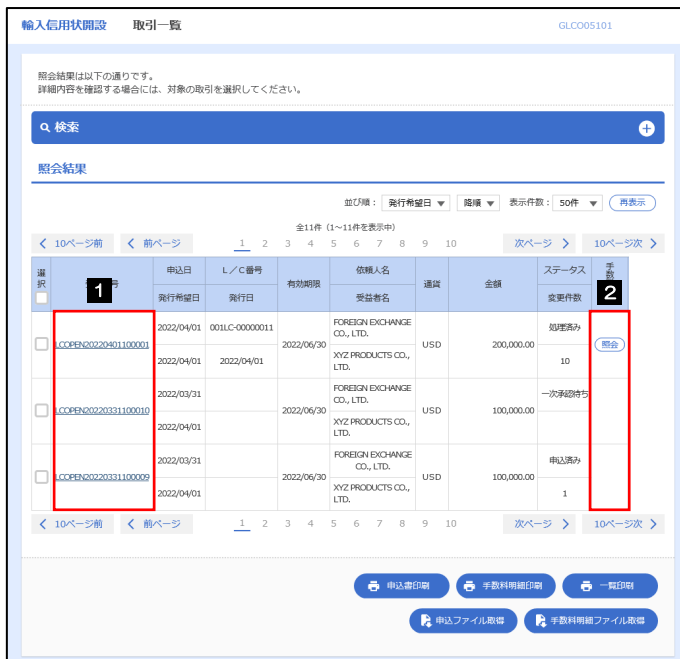 輸入信用状開設 取引一覧 GLCO05101
照会結果は以下の通りです。
詳細内容を確認する場合には、対象の取引を選択してください。
検索
照会結果
並び順： 発行希望日 ▼ 降順 ▼ 表示件数： 50件 ▼ 再表示
全11件（1～11件を表示中）
10ページ前 前ページ 1 2 3 4 5 6 7 8 9 10 次ページ 10ページ次
選択 1 号 申込日 L／C番号 有効期限 依頼人名 通貨 金額 ステータス 手数 2
発行希望日 発行日 受益者名 変更件数
LCOPEN20220401100001 2022/04/01 001LC-00000011 2022/06/30 FOREIGN EXCHANGE CO., LTD. USD 200,000.00 処理済み 照会
2022/04/01 2022/04/01 XYZ PRODUCTS CO., LTD. 10
LCOPEN20220331100010 2022/03/31 2022/06/30 FOREIGN EXCHANGE CO., LTD. USD 100,000.00 一次承認待ち
2022/04/01 XYZ PRODUCTS CO., LTD.
LCOPEN20220331100009 2022/03/31 2022/06/30 FOREIGN EXCHANGE CO., LTD. USD 100,000.00 申込済み
2022/04/01 XYZ PRODUCTS CO., LTD. 1
10ページ前 前ページ 1 2 3 4 5 6 7 8 9 10 次ページ 10ページ次
申込書印刷 手数料明細印刷 一覧印刷
申込ファイル取得 手数料明細ファイル取得